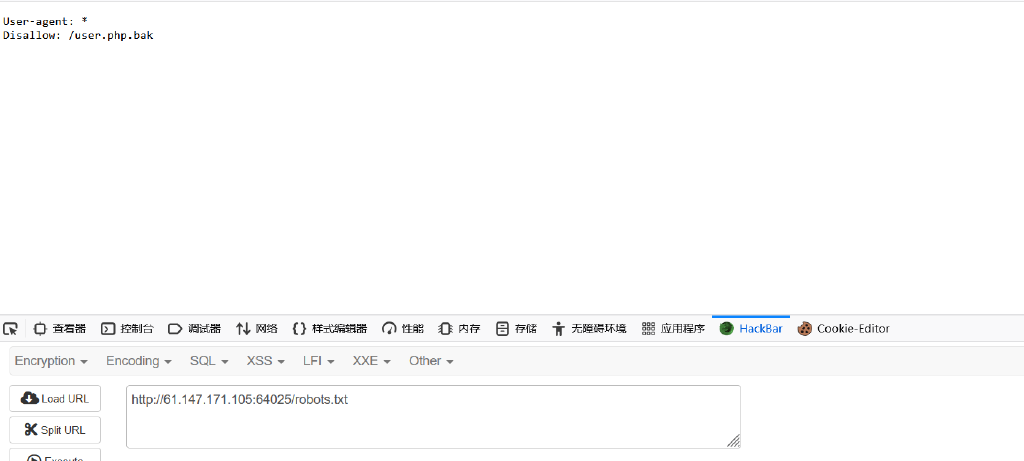 User-agent: *
Disallow: /user.php.bak
查看器 控制台 调试器 网络 样式编辑器 性能 内存 存储 无障碍环境 应用程序 HackBar Cookie-Editor
Encryption Encoding SQL XSS LFI XXE Other
Load URL http://61.147.171.105:64025/robots.txt
Split URL
Execute